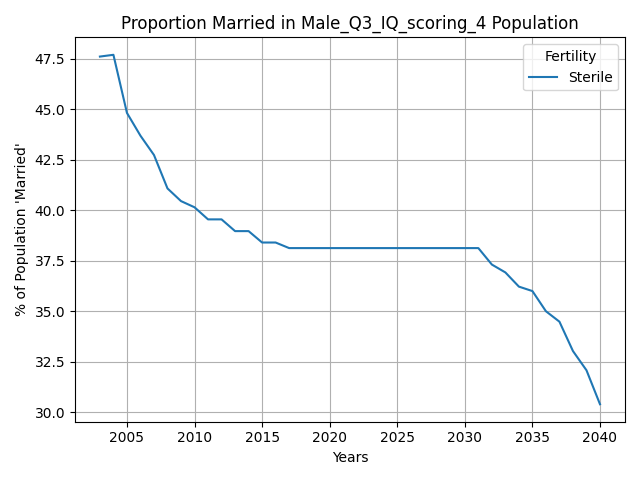 Proportion Married in Male_Q3_IQ_scoring_4 Population
Fertility
Sterile
% of Population 'Married'
47.5
45.0
42.5
40.0
37.5
35.0
32.5
30.0
2005 2010 2015 2020 2025 2030 2035 2040
Years